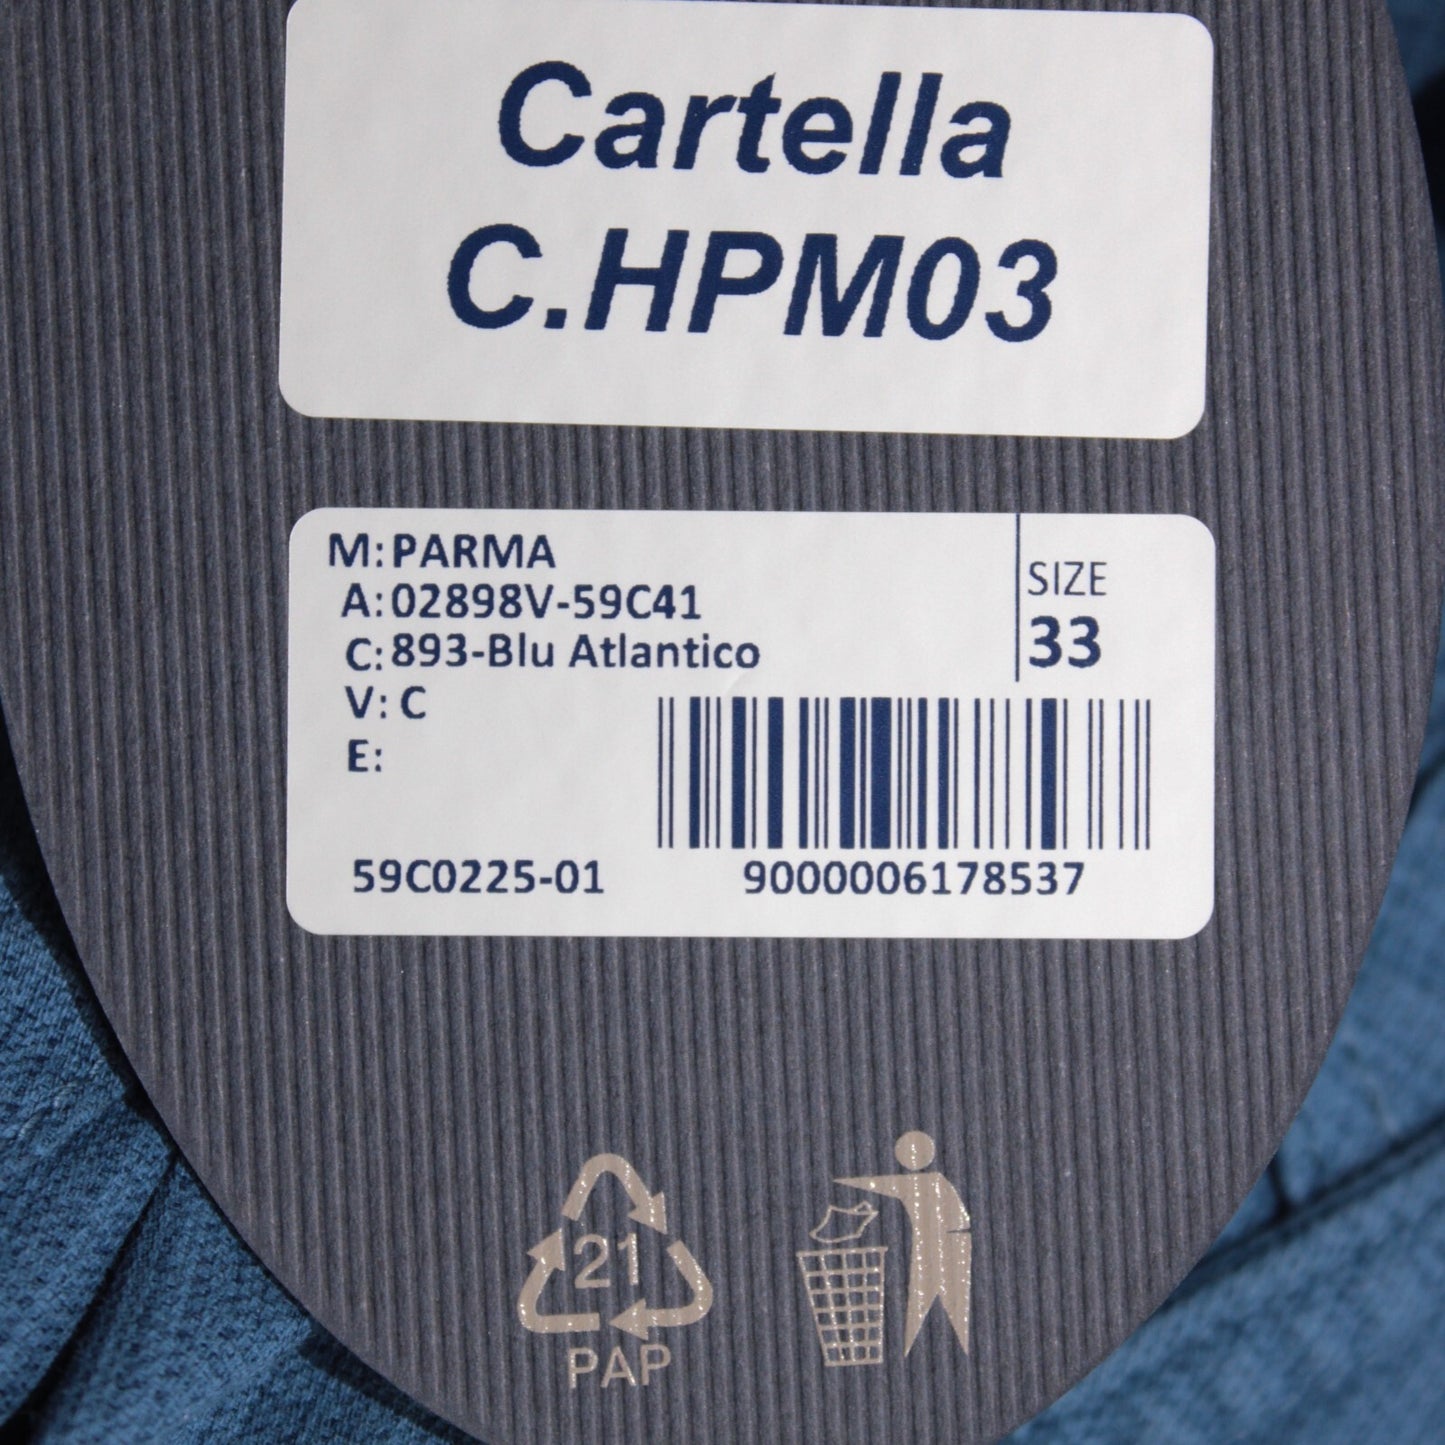 Cartella
C.HPM03
M: PARMA
A: 02898V-59C41
C: 893-Blu Atlantico
V: C
E:
SIZE
33
59C0225-01
9000006178537
21
PAP